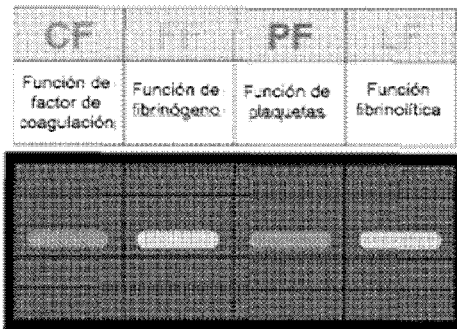 CF PF
Función de
factor de
coagulación
Función de
fibrinógeno
Función de
plaquetas
Función
fibrinolítica